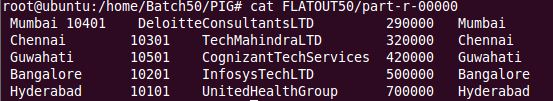 root@ubuntu:/home/Batch50/PIG# cat FLATOUT50/part-r-00000
Mumbai 10401 DeloitteConsultantsLTD 290000 Mumbai
Chennai 10301 TechMahindraLTD 320000 Chennai
Guwahati 10501 CognizantTechServices 420000 Guwahati
Bangalore 10201 InfosysTechLTD 500000 Bangalore
Hyderabad 10101 UnitedHealthGroup 700000 Hyderabad